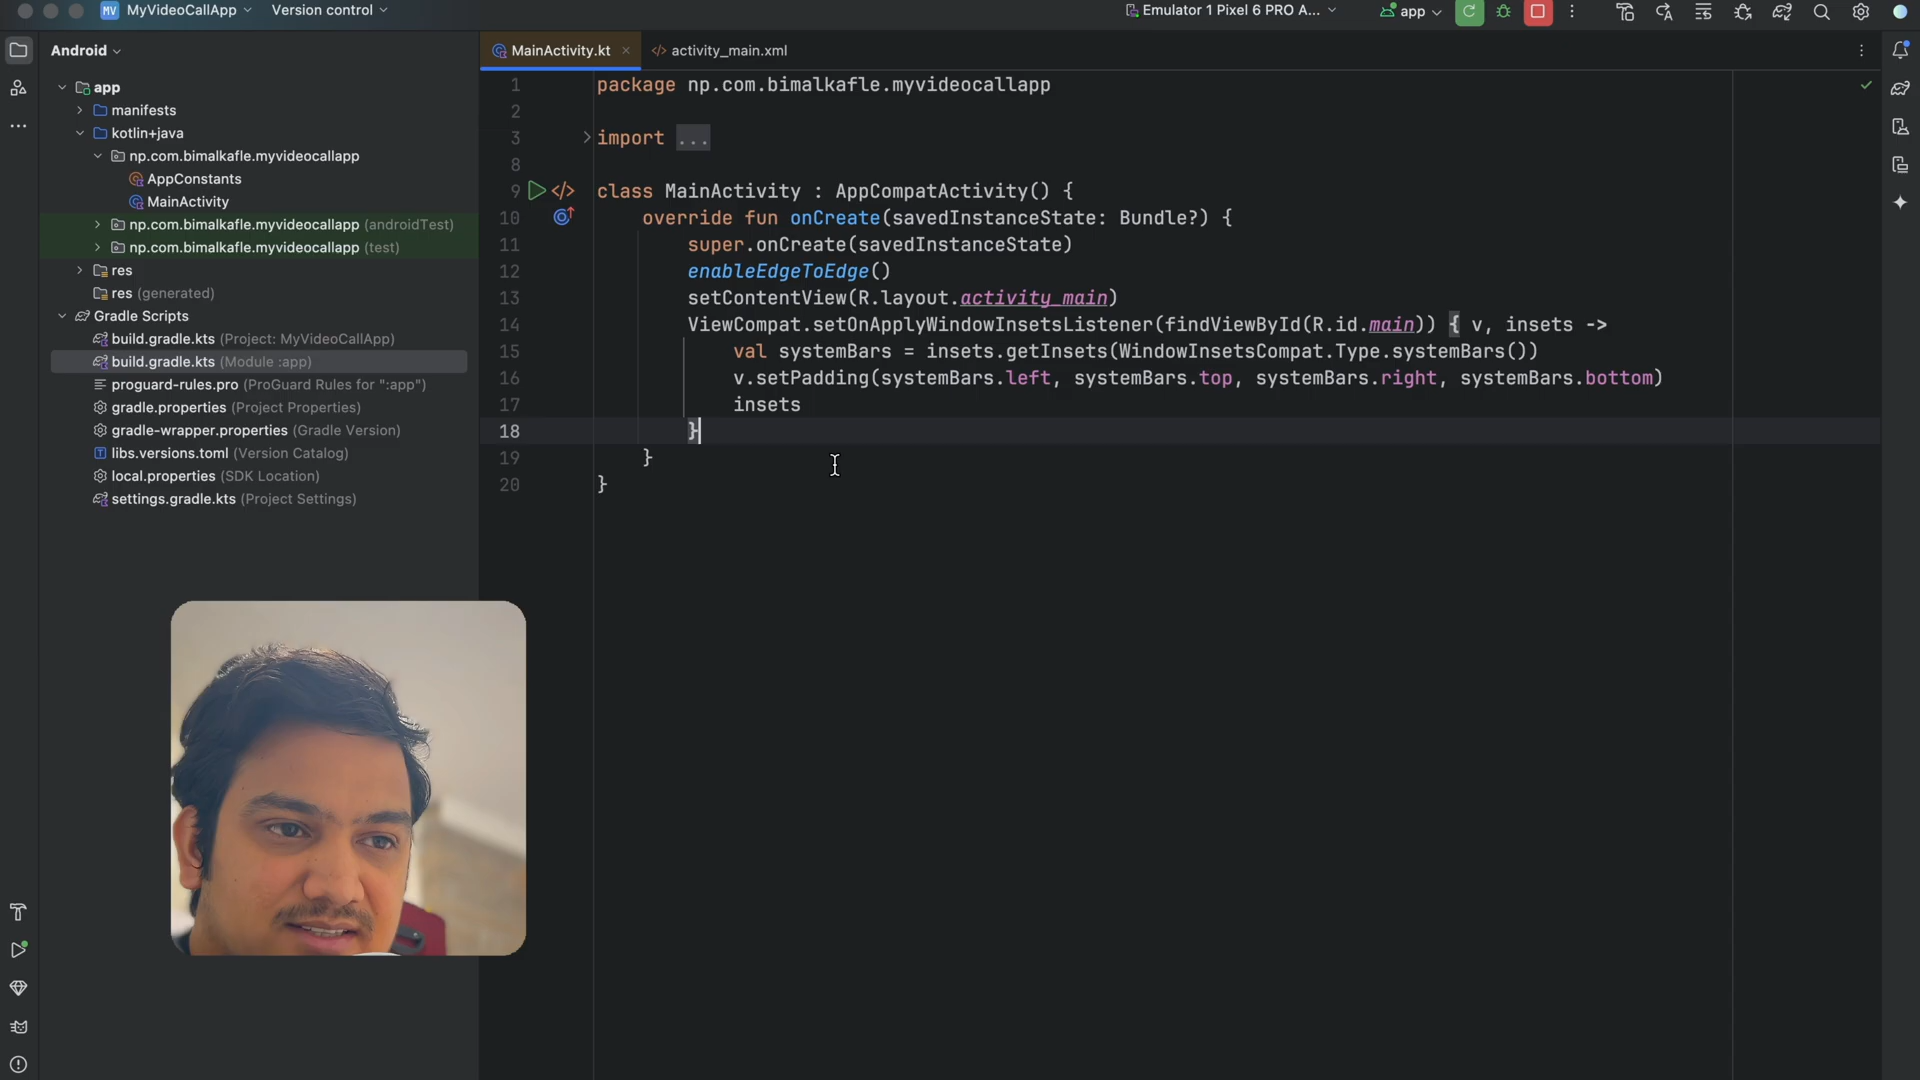 MV MyVideoCallApp Version control Emulator 1 Pixel 6 PRO A... app
Android
MainActivity.kt
activity_main.xml
app
manifests
kotlin+java
np.com.bimalkafle.myvideocallapp
AppConstants
MainActivity
np.com.bimalkafle.myvideocallapp (androidTest)
np.com.bimalkafle.myvideocallapp (test)
res
res (generated)
Gradle Scripts
build.gradle.kts (Project: MyVideoCallApp)
build.gradle.kts (Module :app)
proguard-rules.pro (ProGuard Rules for ":app")
gradle.properties (Project Properties)
gradle-wrapper.properties (Gradle Version)
libs.versions.toml (Version Catalog)
local.properties (SDK Location)
settings.gradle.kts (Project Settings)
1 package np.com.bimalkafle.myvideocallapp
2
3 import ...
8
9 class MainActivity : AppCompatActivity() {
10 override fun onCreate(savedInstanceState: Bundle?) {
11 super.onCreate(savedInstanceState)
12 enableEdgeToEdge()
13 setContentView(R.layout.activity_main)
14 ViewCompat.setOnApplyWindowInsetsListener(findViewById(R.id.main)) { v, insets ->
15 val systemBars = insets.getInsets(WindowInsetsCompat.Type.systemBars())
16 v.setPadding(systemBars.left, systemBars.top, systemBars.right, systemBars.bottom)
17 insets
18 }
19 }
20 }